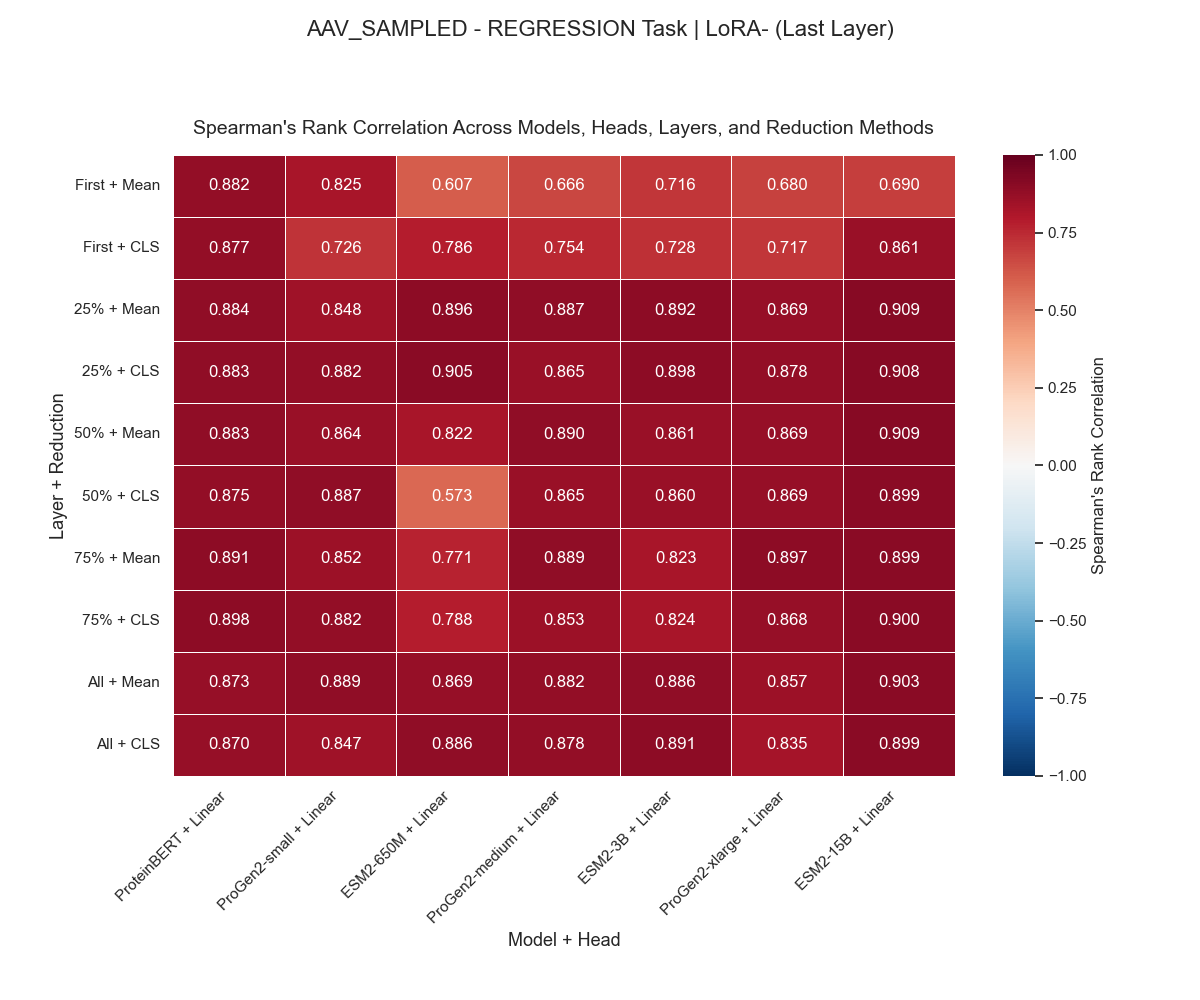 AAV_SAMPLED - REGRESSION Task | LoRA- (Last Layer)
Spearman's Rank Correlation Across Models, Heads, Layers, and Reduction Methods
Layer + Reduction
First + Mean 0.882 0.825 0.607 0.666 0.716 0.680 0.690
First + CLS 0.877 0.726 0.786 0.754 0.728 0.717 0.861
25% + Mean 0.884 0.848 0.896 0.887 0.892 0.869 0.909
25% + CLS 0.883 0.882 0.905 0.865 0.898 0.878 0.908
50% + Mean 0.883 0.864 0.822 0.890 0.861 0.869 0.909
50% + CLS 0.875 0.887 0.573 0.865 0.860 0.869 0.899
75% + Mean 0.891 0.852 0.771 0.889 0.823 0.897 0.899
75% + CLS 0.898 0.882 0.788 0.853 0.824 0.868 0.900
All + Mean 0.873 0.889 0.869 0.882 0.886 0.857 0.903
All + CLS 0.870 0.847 0.886 0.878 0.891 0.835 0.899
ProteinBERT + Linear
ProGen2-small + Linear
ESM2-650M + Linear
ProGen2-medium + Linear
ESM2-3B + Linear
ProGen2-xlarge + Linear
ESM2-15B + Linear
Model + Head
1.00
0.75
0.50
0.25
0.00
−0.25
−0.50
−0.75
−1.00
Spearman's Rank Correlation